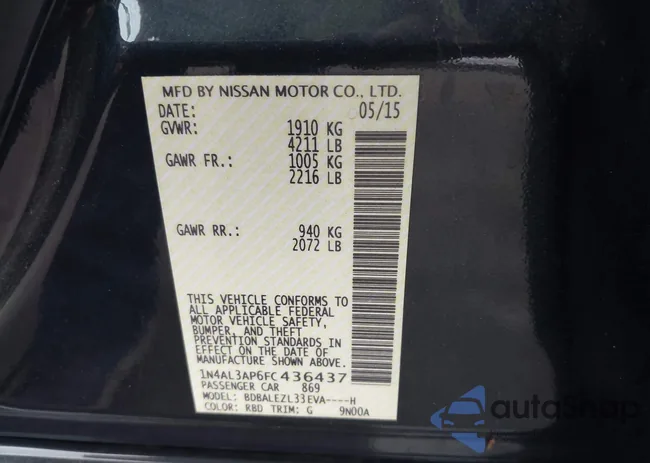 MFD BY NISSAN MOTOR CO., LTD.
DATE: 05/15
GVWR: 1910 KG
4211 LB
GAWR FR.: 1005 KG
2216 LB
GAWR RR.: 940 KG
2072 LB
THIS VEHICLE CONFORMS TO
ALL APPLICABLE FEDERAL
MOTOR VEHICLE SAFETY,
BUMPER, AND THEFT
PREVENTION STANDARDS IN
EFFECT ON THE DATE OF
MANUFACTURE SHOWN ABOVE.
1N4AL3AP6FC436437
PASSENGER CAR 869
MODEL: BDBALEZL33EVA----H
COLOR: RBD TRIM: G 9N00A
autoShap